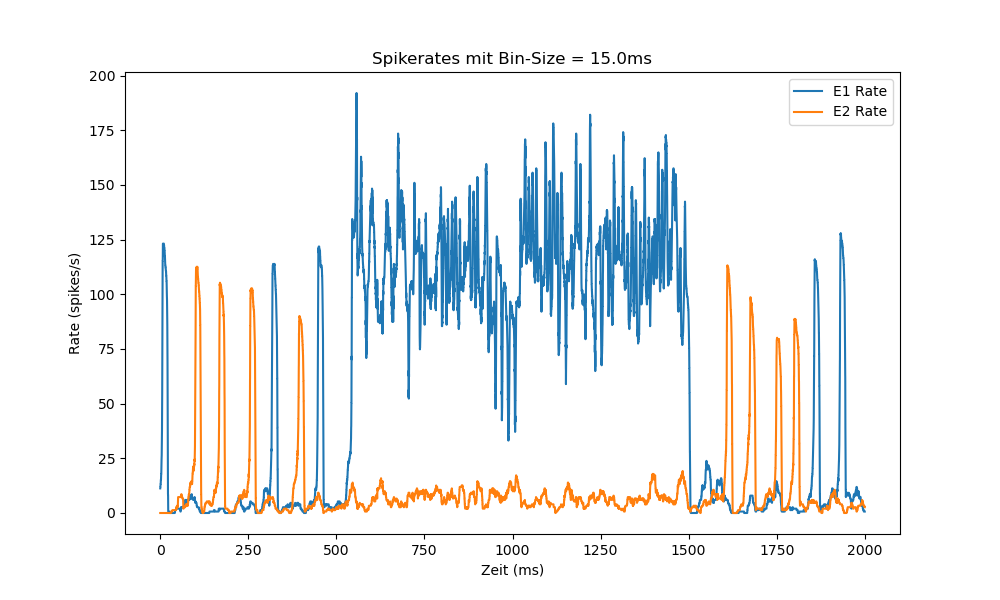 Spikerates mit Bin-Size = 15.0ms
E1 Rate
E2 Rate
200
175
150
125
100
75
50
25
0
Rate (spikes/s)
0 250 500 750 1000 1250 1500 1750 2000
Zeit (ms)